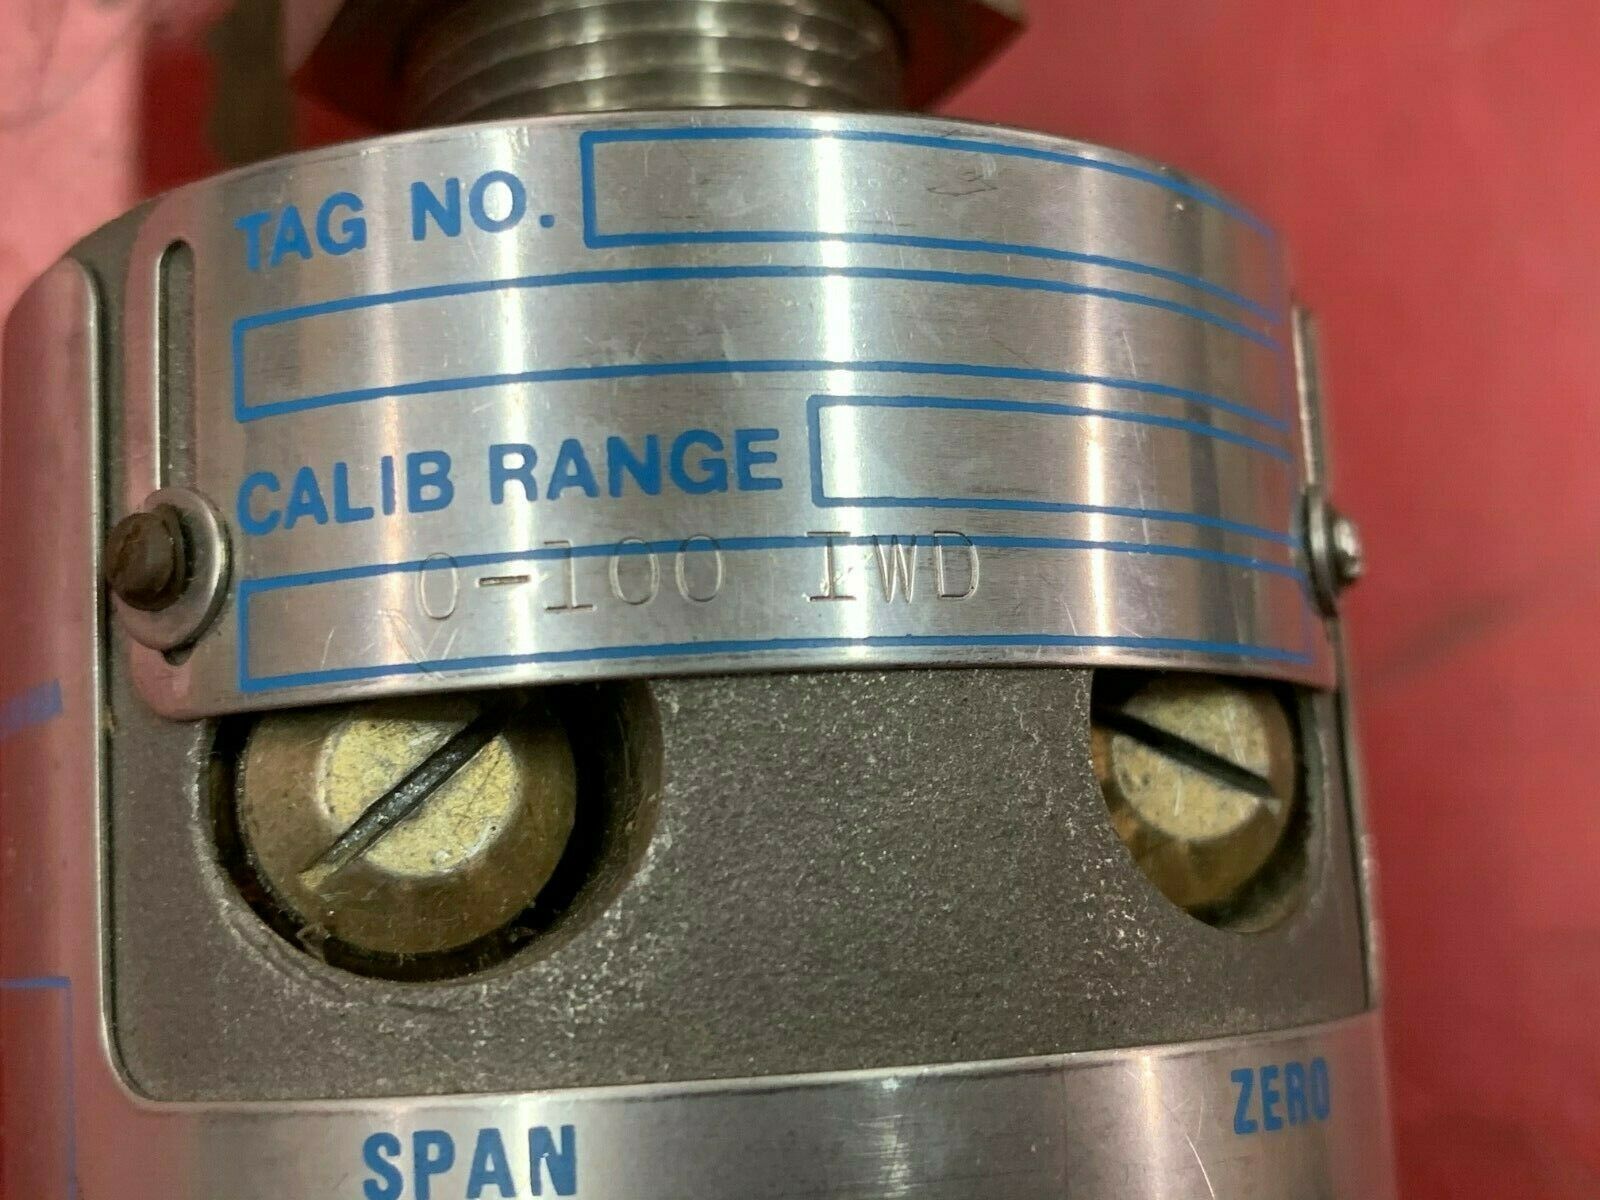 TAG NO.
CALIB RANGE
0-100 IWD
SPAN
ZERO